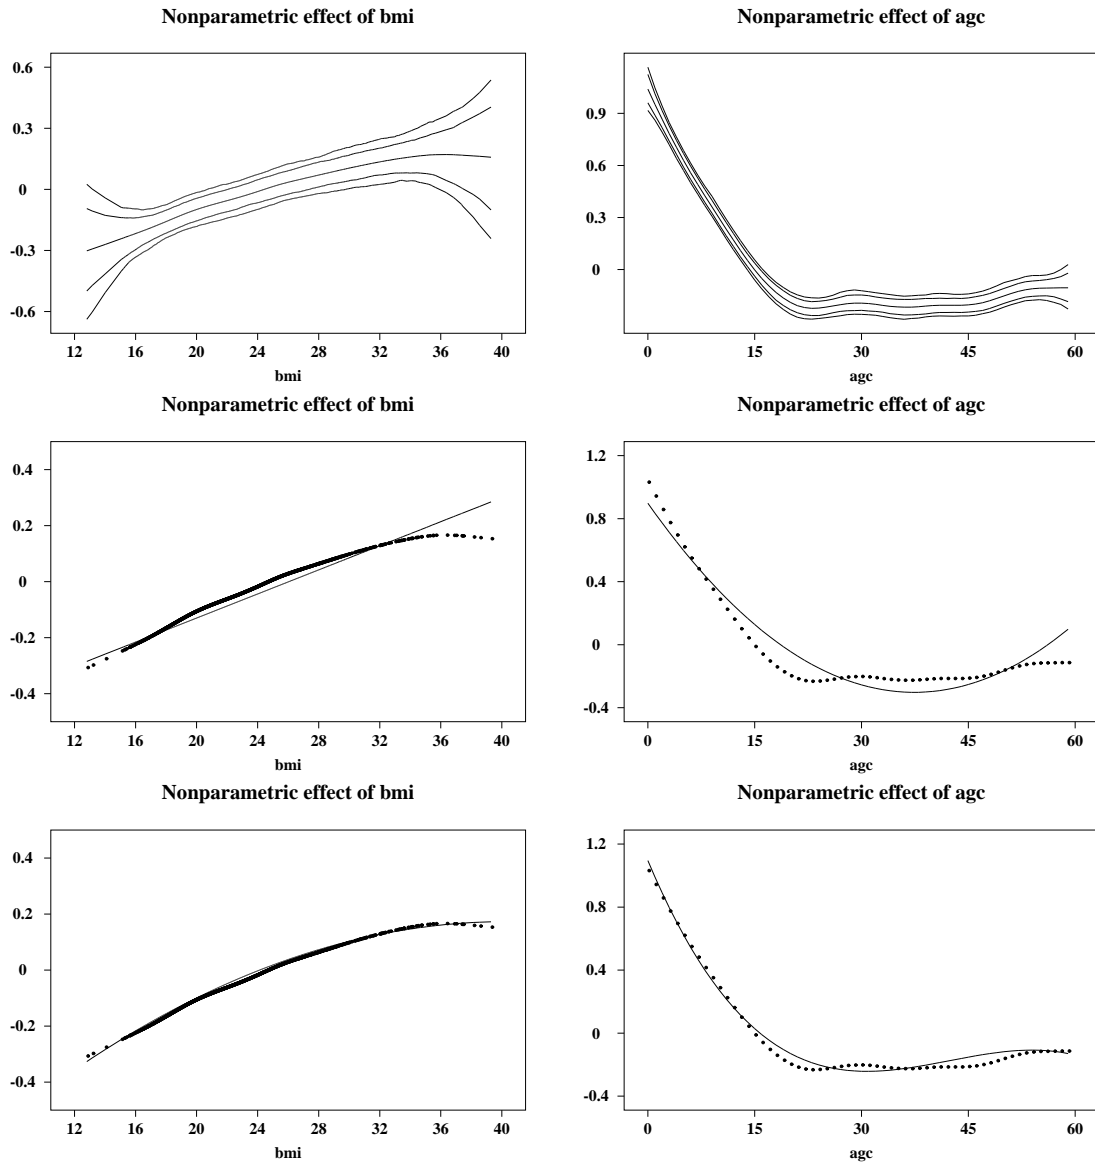 Nonparametric effect of bmi
0.6
0.3
0
-0.3
-0.6
12 16 20 24 28 32 36 40
bmi
Nonparametric effect of agc
0.9
0.6
0.3
0
0 15 30 45 60
agc
Nonparametric effect of bmi
0.4
0.2
0
-0.2
-0.4
12 16 20 24 28 32 36 40
bmi
Nonparametric effect of agc
1.2
0.8
0.4
0
-0.4
0 15 30 45 60
agc
Nonparametric effect of bmi
0.4
0.2
0
-0.2
-0.4
12 16 20 24 28 32 36 40
bmi
Nonparametric effect of agc
1.2
0.8
0.4
0
-0.4
0 15 30 45 60
agc